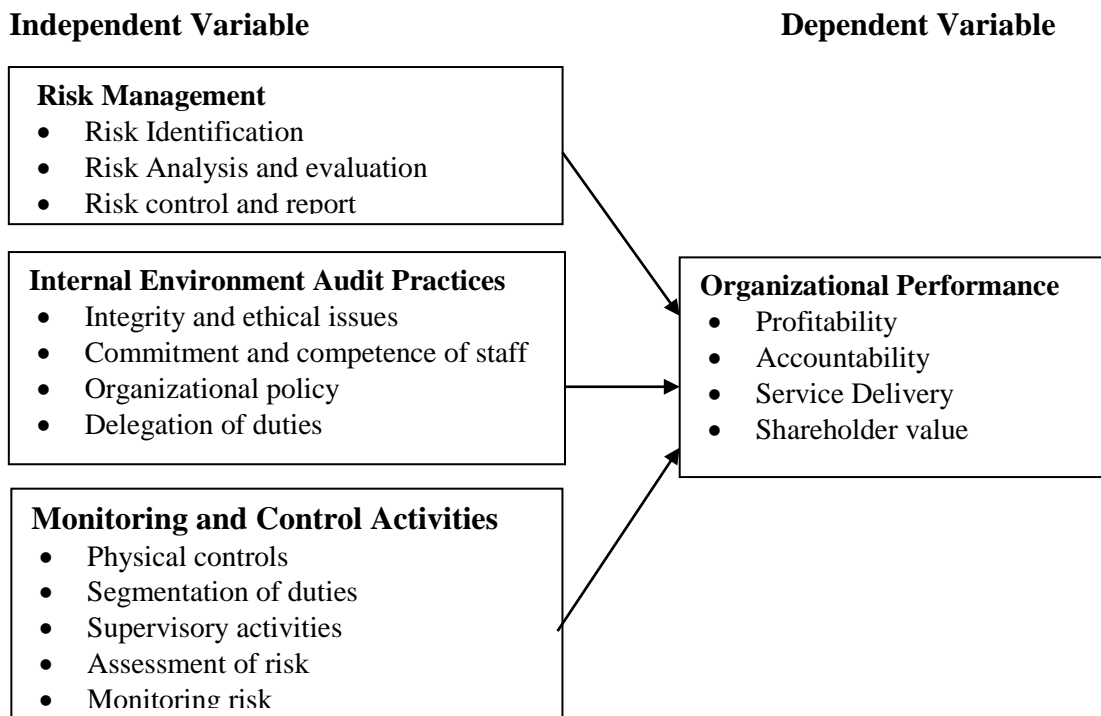 Independent Variable
Dependent Variable
Risk Management
• Risk Identification
• Risk Analysis and evaluation
• Risk control and report
Internal Environment Audit Practices
• Integrity and ethical issues
• Commitment and competence of staff
• Organizational policy
• Delegation of duties
Monitoring and Control Activities
• Physical controls
• Segmentation of duties
• Supervisory activities
• Assessment of risk
• Monitoring risk
Organizational Performance
• Profitability
• Accountability
• Service Delivery
• Shareholder value